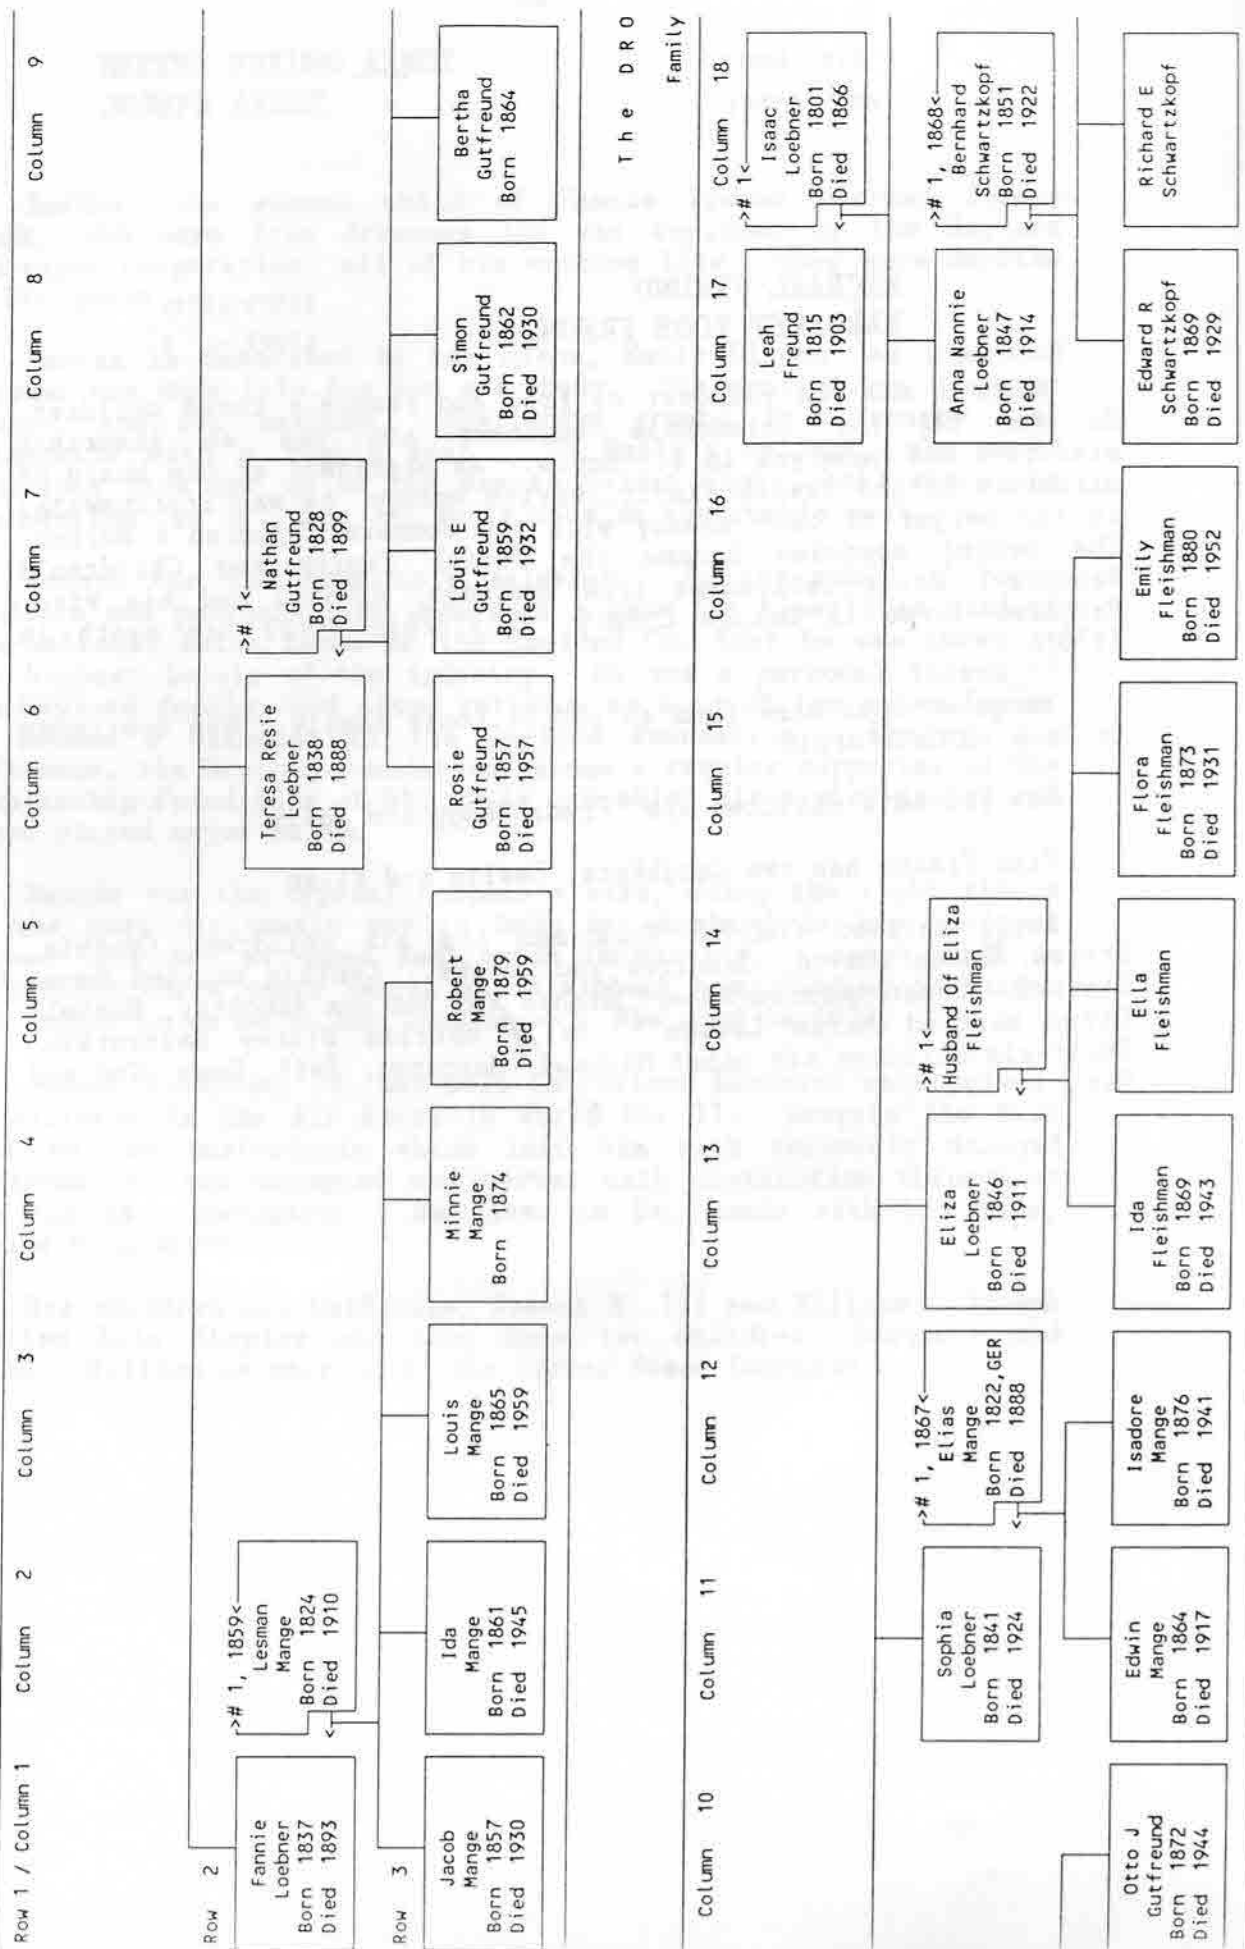 Row 1 / Column 1
Column 2
Column 3
Column 4
Column 5
Column 6
Column 7
Column 8
Column 9
Row 2
Fannie
Loebner
Born 1837
Died 1893
># 1, 1859<
Lesman
Mange
Born 1824
Died 1910
<
Teresa Resie
Loebner
Born 1838
Died 1888
># 1<
Nathan
Gutfreund
Born 1828
Died 1899
<
Row 3
Jacob
Mange
Born 1857
Died 1930
Ida
Mange
Born 1861
Died 1945
Louis
Mange
Born 1865
Died 1959
Minnie
Mange
Born 1874
Robert
Mange
Born 1879
Died 1959
Rosie
Gutfreund
Born 1857
Died 1957
Louis E
Gutfreund
Born 1859
Died 1932
Simon
Gutfreund
Born 1862
Died 1930
Bertha
Gutfreund
Born 1864
The DRO
Family
Column 10
Column 11
Column 12
Column 13
Column 14
Column 15
Column 16
Column 17
Column 18
Leah
Freund
Born 1815
Died 1903
># 1<
Isaac
Loebner
Born 1801
Died 1866
<
Sophia
Loebner
Born 1841
Died 1924
># 1, 1867<
Elias
Mange
Born 1822,GER
Died 1888
<
Eliza
Loebner
Born 1846
Died 1911
># 1<
Husband Of Eliza
Fleishman
<
Anna Nannie
Loebner
Born 1847
Died 1914
># 1, 1868<
Bernhard
Schwartzkopf
Born 1851
Died 1922
<
Otto J
Gutfreund
Born 1872
Died 1944
Edwin
Mange
Born 1864
Died 1917
Isadore
Mange
Born 1876
Died 1941
Ida
Fleishman
Born 1869
Died 1943
Ella
Fleishman
Flora
Fleishman
Born 1873
Died 1931
Emily
Fleishman
Born 1880
Died 1952
Edward R
Schwartzkopf
Born 1869
Died 1929
Richard E
Schwartzkopf